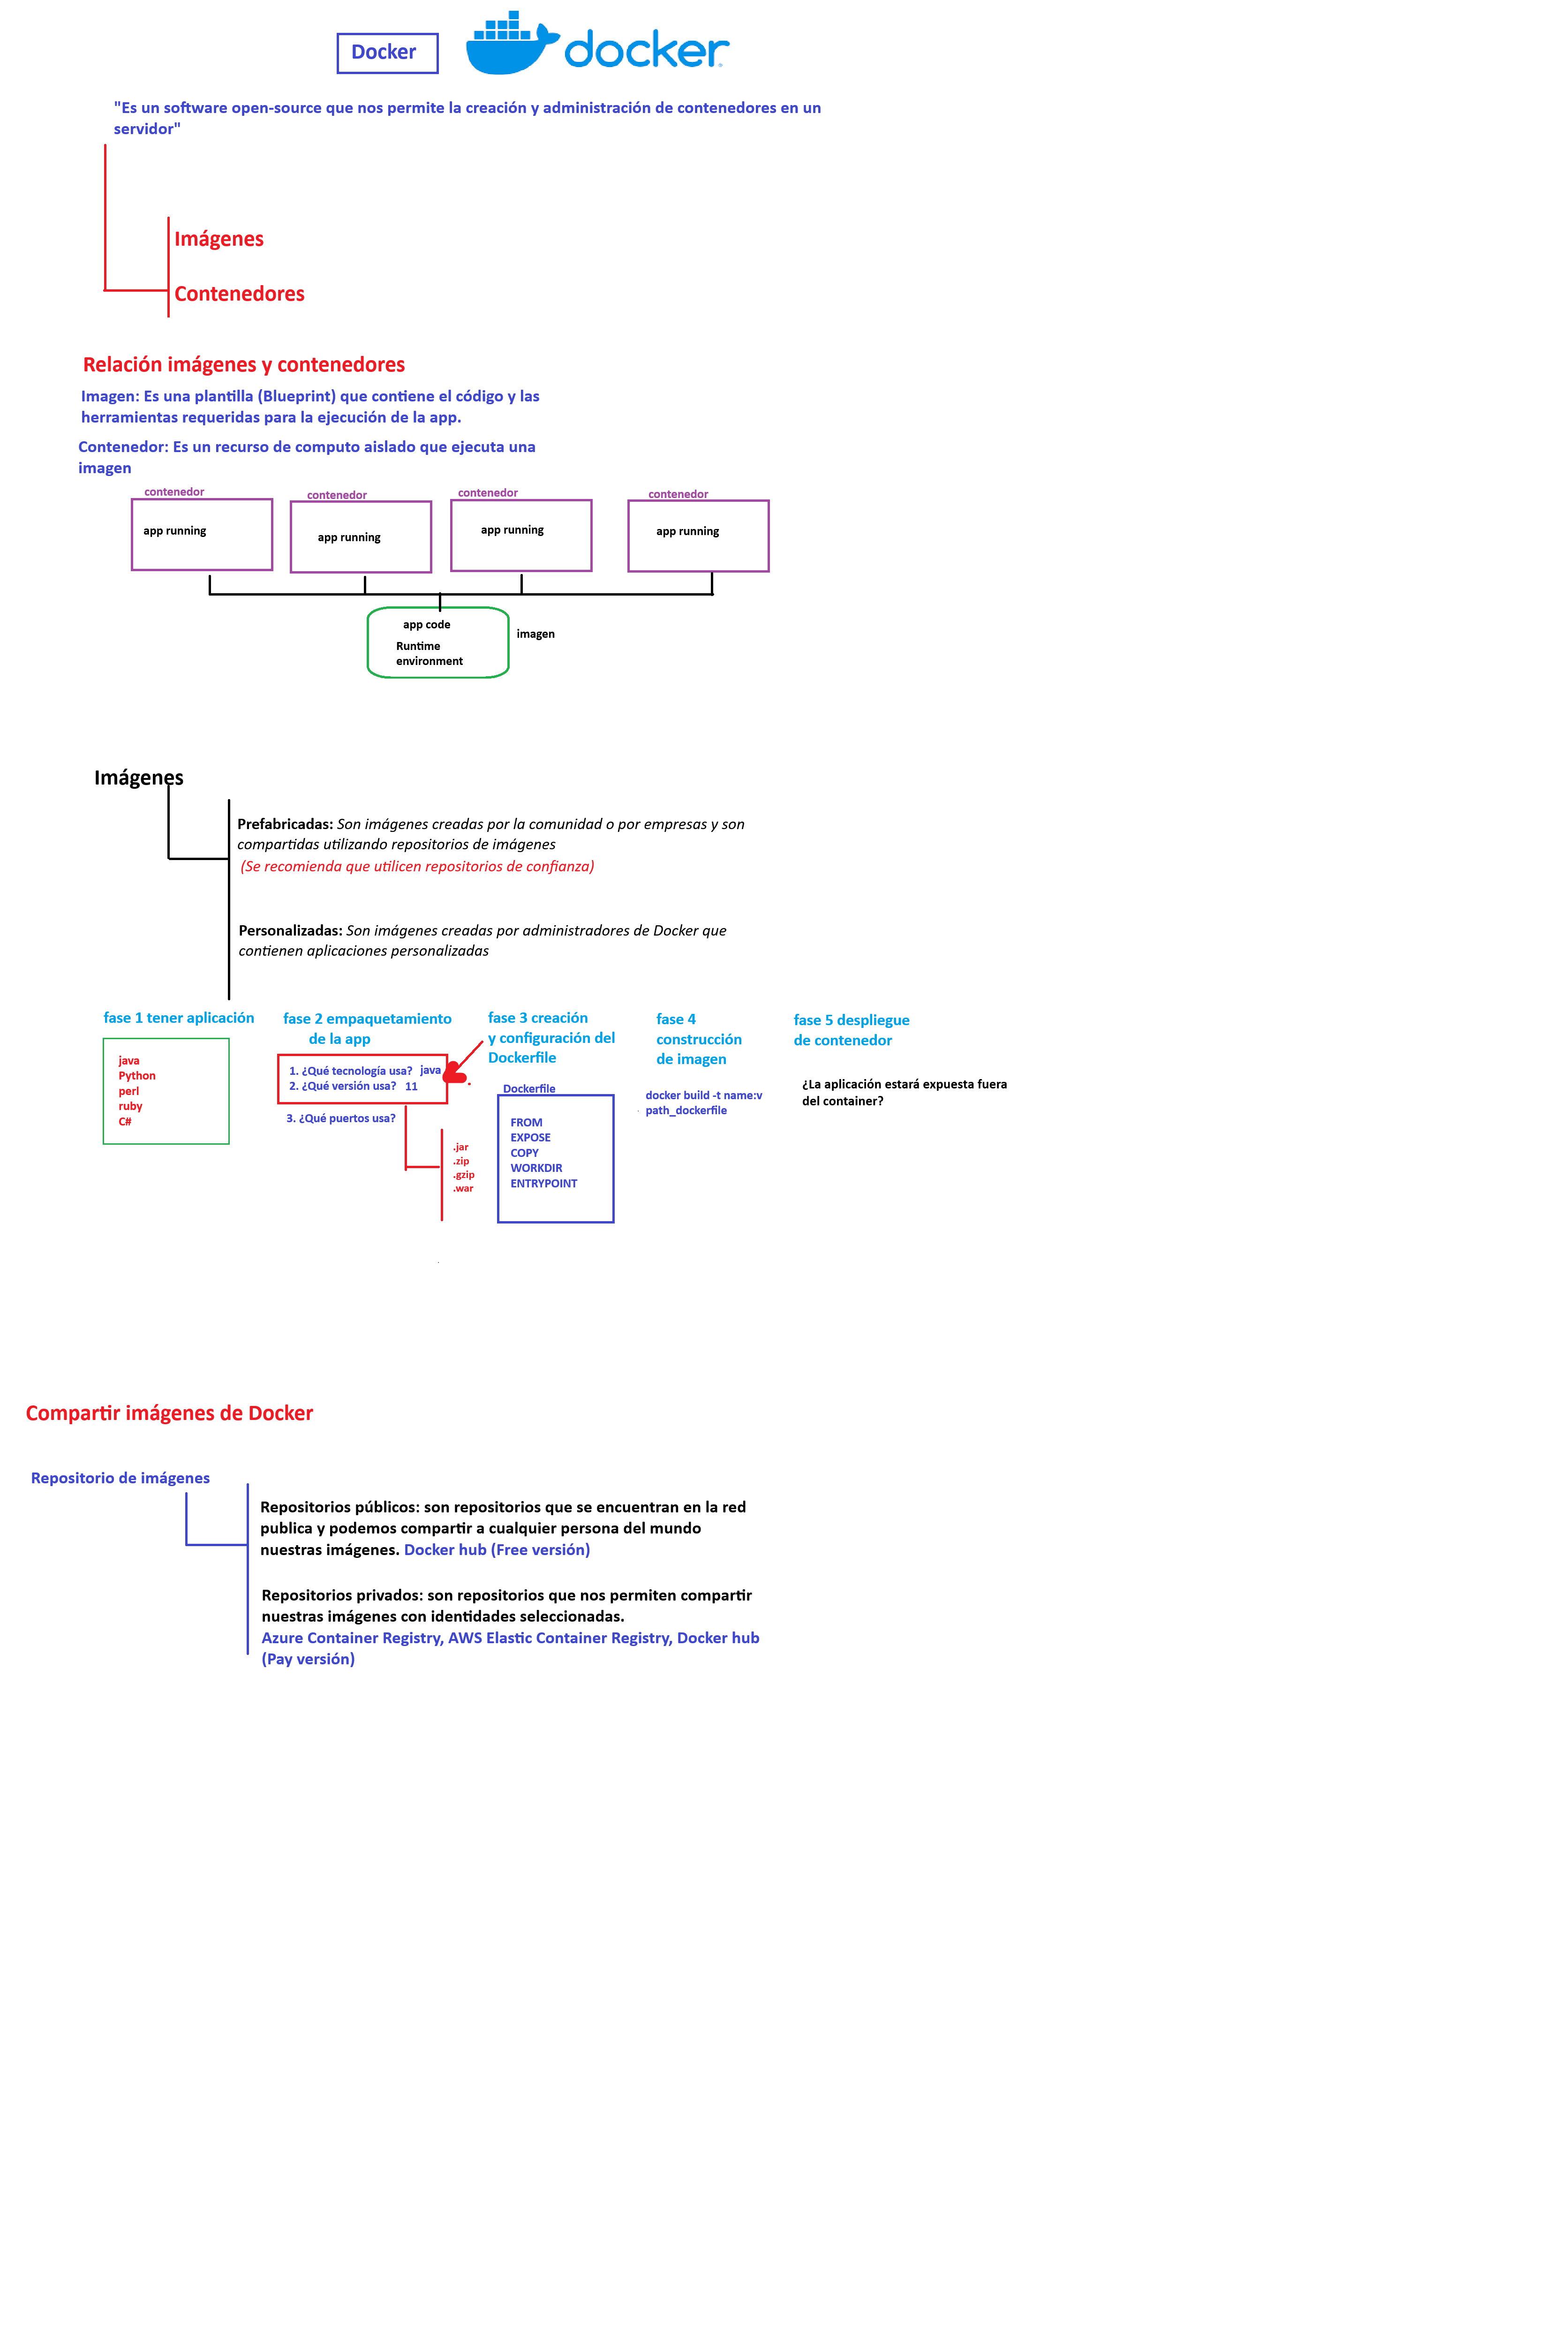 Docker
docker
"Es un software open-source que nos permite la creación y administración de contenedores en un
servidor"
Imágenes
Contenedores
Relación imágenes y contenedores
Imagen: Es una plantilla (Blueprint) que contiene el código y las
herramientas requeridas para la ejecución de la app.
Contenedor: Es un recurso de computo aislado que ejecuta una
imagen
contenedor
app running
contenedor
app running
contenedor
app running
contenedor
app running
app code
Runtime
environment
imagen
Imágenes
Prefabricadas: Son imágenes creadas por la comunidad o por empresas y son
compartidas utilizando repositorios de imágenes
(Se recomienda que utilicen repositorios de confianza)
Personalizadas: Son imágenes creadas por administradores de Docker que
contienen aplicaciones personalizadas
fase 1 tener aplicación
java
Python
perl
ruby
C#
fase 2 empaquetamiento
de la app
1. ¿Qué tecnología usa? java
2. ¿Qué versión usa? 11
3. ¿Qué puertos usa?
.jar
.zip
.gzip
.war
fase 3 creación
y configuración del
Dockerfile
Dockerfile
FROM
EXPOSE
COPY
WORKDIR
ENTRYPOINT
fase 4
construcción
de imagen
docker build -t name:v
path_dockerfile
fase 5 despliegue
de contenedor
¿La aplicación estará expuesta fuera
del container?
Compartir imágenes de Docker
Repositorio de imágenes
Repositorios públicos: son repositorios que se encuentran en la red
publica y podemos compartir a cualquier persona del mundo
nuestras imágenes. Docker hub (Free versión)
Repositorios privados: son repositorios que nos permiten compartir
nuestras imágenes con identidades seleccionadas.
Azure Container Registry, AWS Elastic Container Registry, Docker hub
(Pay versión)